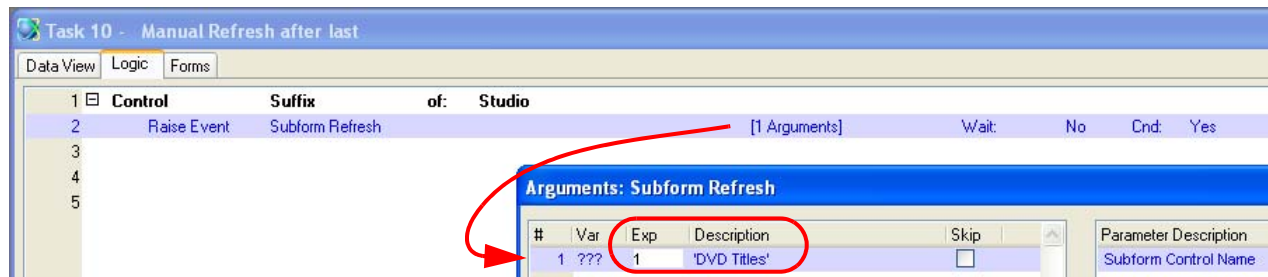 Task 10 - Manual Refresh after last
Data View Logic Forms
1 Control Suffix of: Studio
2 Raise Event Subform Refresh [1 Arguments] Wait: No Cnd: Yes
3
4
5
Arguments: Subform Refresh
# Var Exp Description Skip Parameter Description
1 ??? 1 'DVD Titles' Subform Control Name